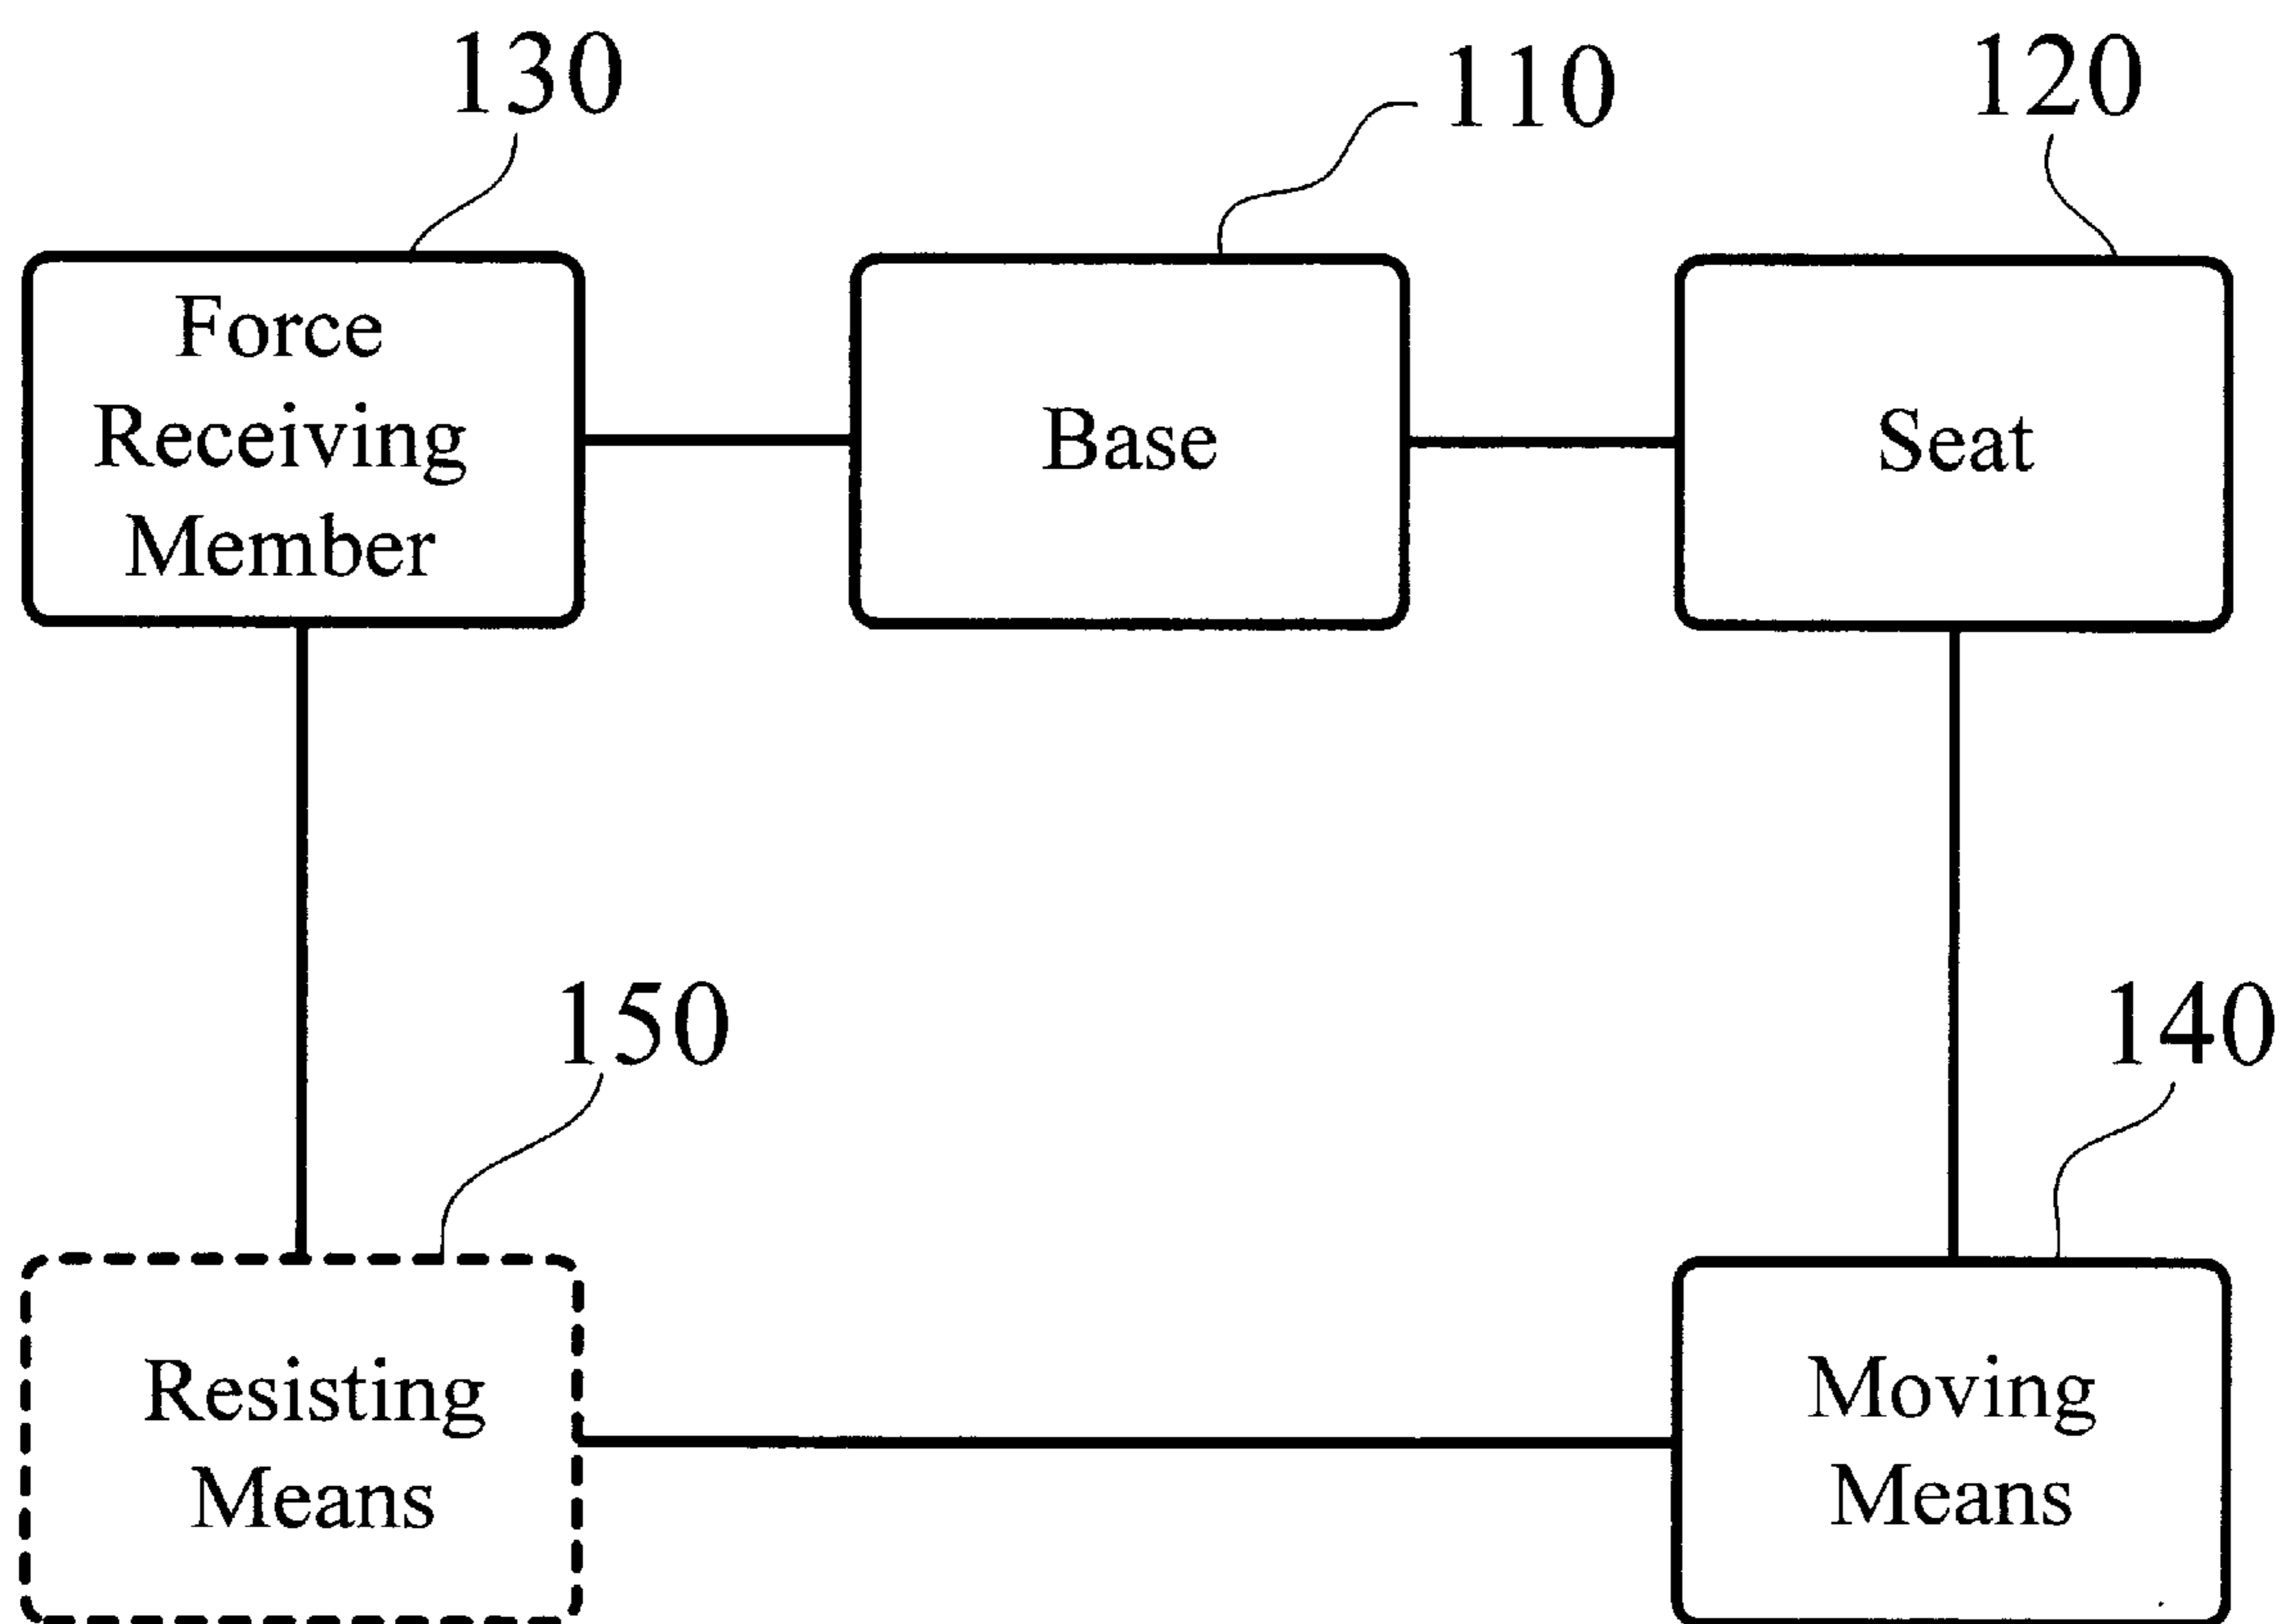 130
110
120
Force
Receiving
Member
Base
Seat
150
140
Resisting
Means
Moving
Means